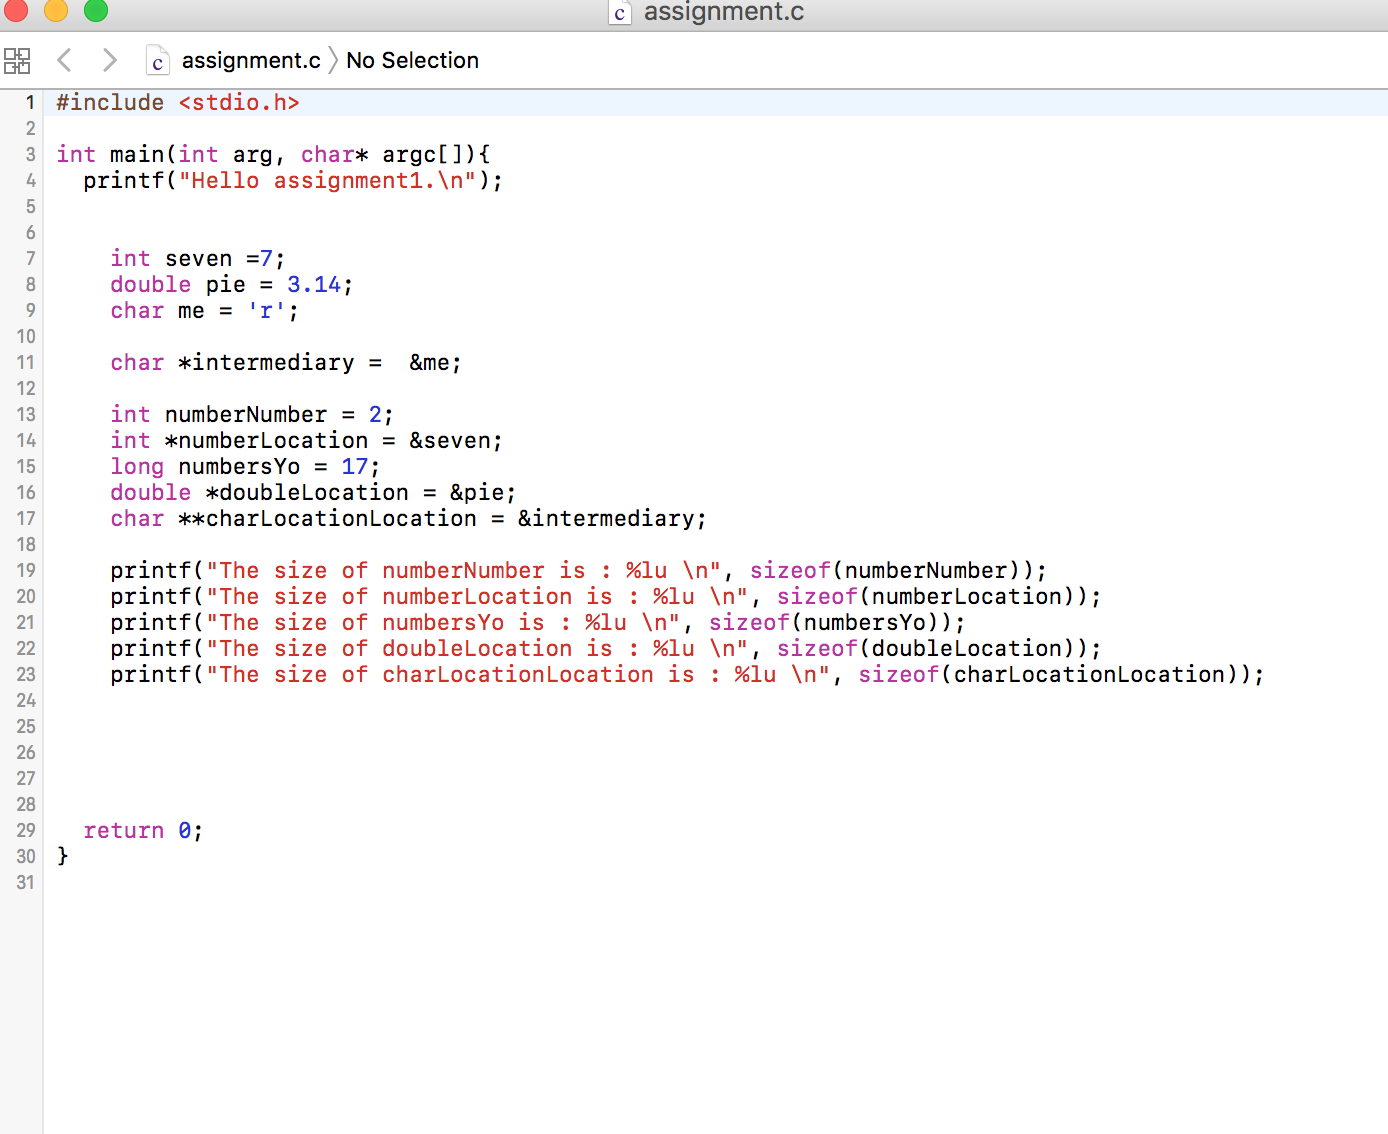 assignment.c
assignment.c > No Selection
1 #include <stdio.h>
2
3 int main(int arg, char* argc[]){
4   printf("Hello assignment1.\n");
5
6
7     int seven =7;
8     double pie = 3.14;
9     char me = 'r';
10
11     char *intermediary =  &me;
12
13     int numberNumber = 2;
14     int *numberLocation = &seven;
15     long numbersYo = 17;
16     double *doubleLocation = &pie;
17     char **charLocationLocation = &intermediary;
18
19     printf("The size of numberNumber is : %lu \n", sizeof(numberNumber));
20     printf("The size of numberLocation is : %lu \n", sizeof(numberLocation));
21     printf("The size of numbersYo is : %lu \n", sizeof(numbersYo));
22     printf("The size of doubleLocation is : %lu \n", sizeof(doubleLocation));
23     printf("The size of charLocationLocation is : %lu \n", sizeof(charLocationLocation));
24
25
26
27
28
29   return 0;
30 }
31